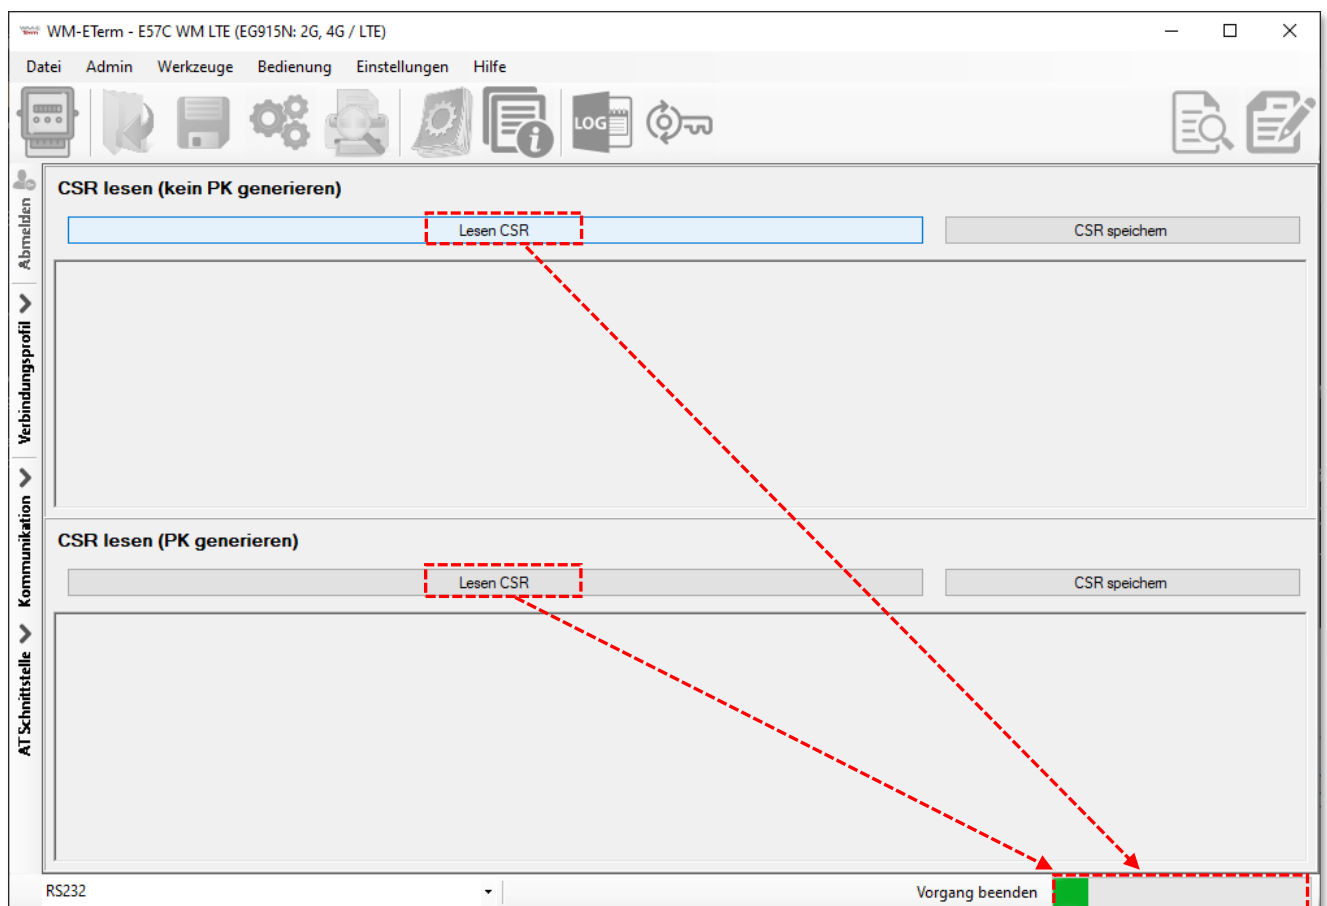 WM-ETerm - E57C WM LTE (EG915N: 2G, 4G / LTE)
Datei Admin Werkzeuge Bedienung Einstellungen Hilfe
LOG
Abmelden
Verbindungsprofil
Kommunikation
AT Schnittstelle
CSR lesen (kein PK generieren)
Lesen CSR CSR speichern
CSR lesen (PK generieren)
Lesen CSR CSR speichern
RS232 Vorgang beenden